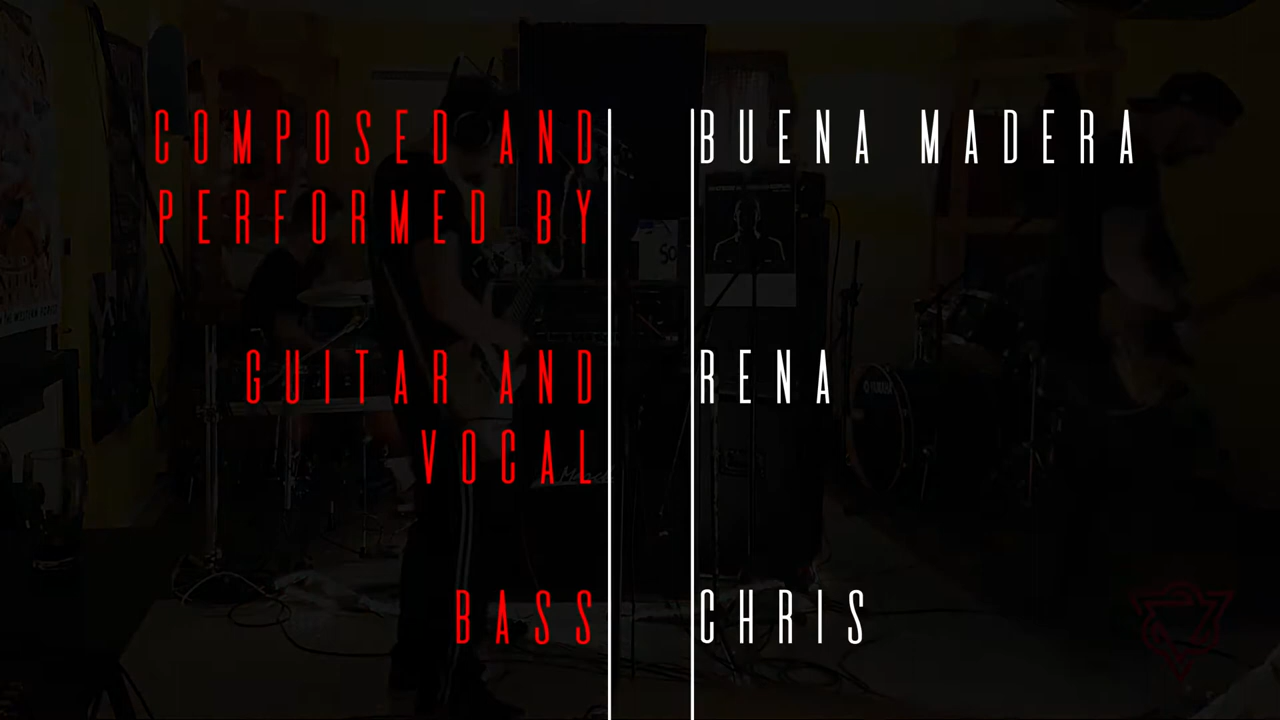 COMPOSED AND
PERFORMED BY
BUENA MADERA
GUITAR AND
VOCAL
RENA
BASS
CHRIS